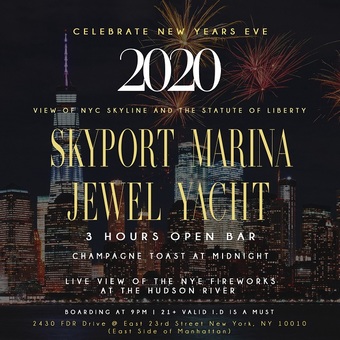 CELEBRATE NEW YEARS EVE
2020
VIEW OF NYC SKYLINE AND THE STATUTE OF LIBERTY
SKYPORT MARINA
JEWEL YACHT
3 HOURS OPEN BAR
CHAMPAGNE TOAST AT MIDNIGHT
LIVE VIEW OF THE NYE FIREWORKS
AT THE HUDSON RIVER
BOARDING AT 9PM | 21+ VALID I.D IS A MUST
2430 FDR Drive @ East 23rd Street New York, NY 10010
(East Side of Manhattan)